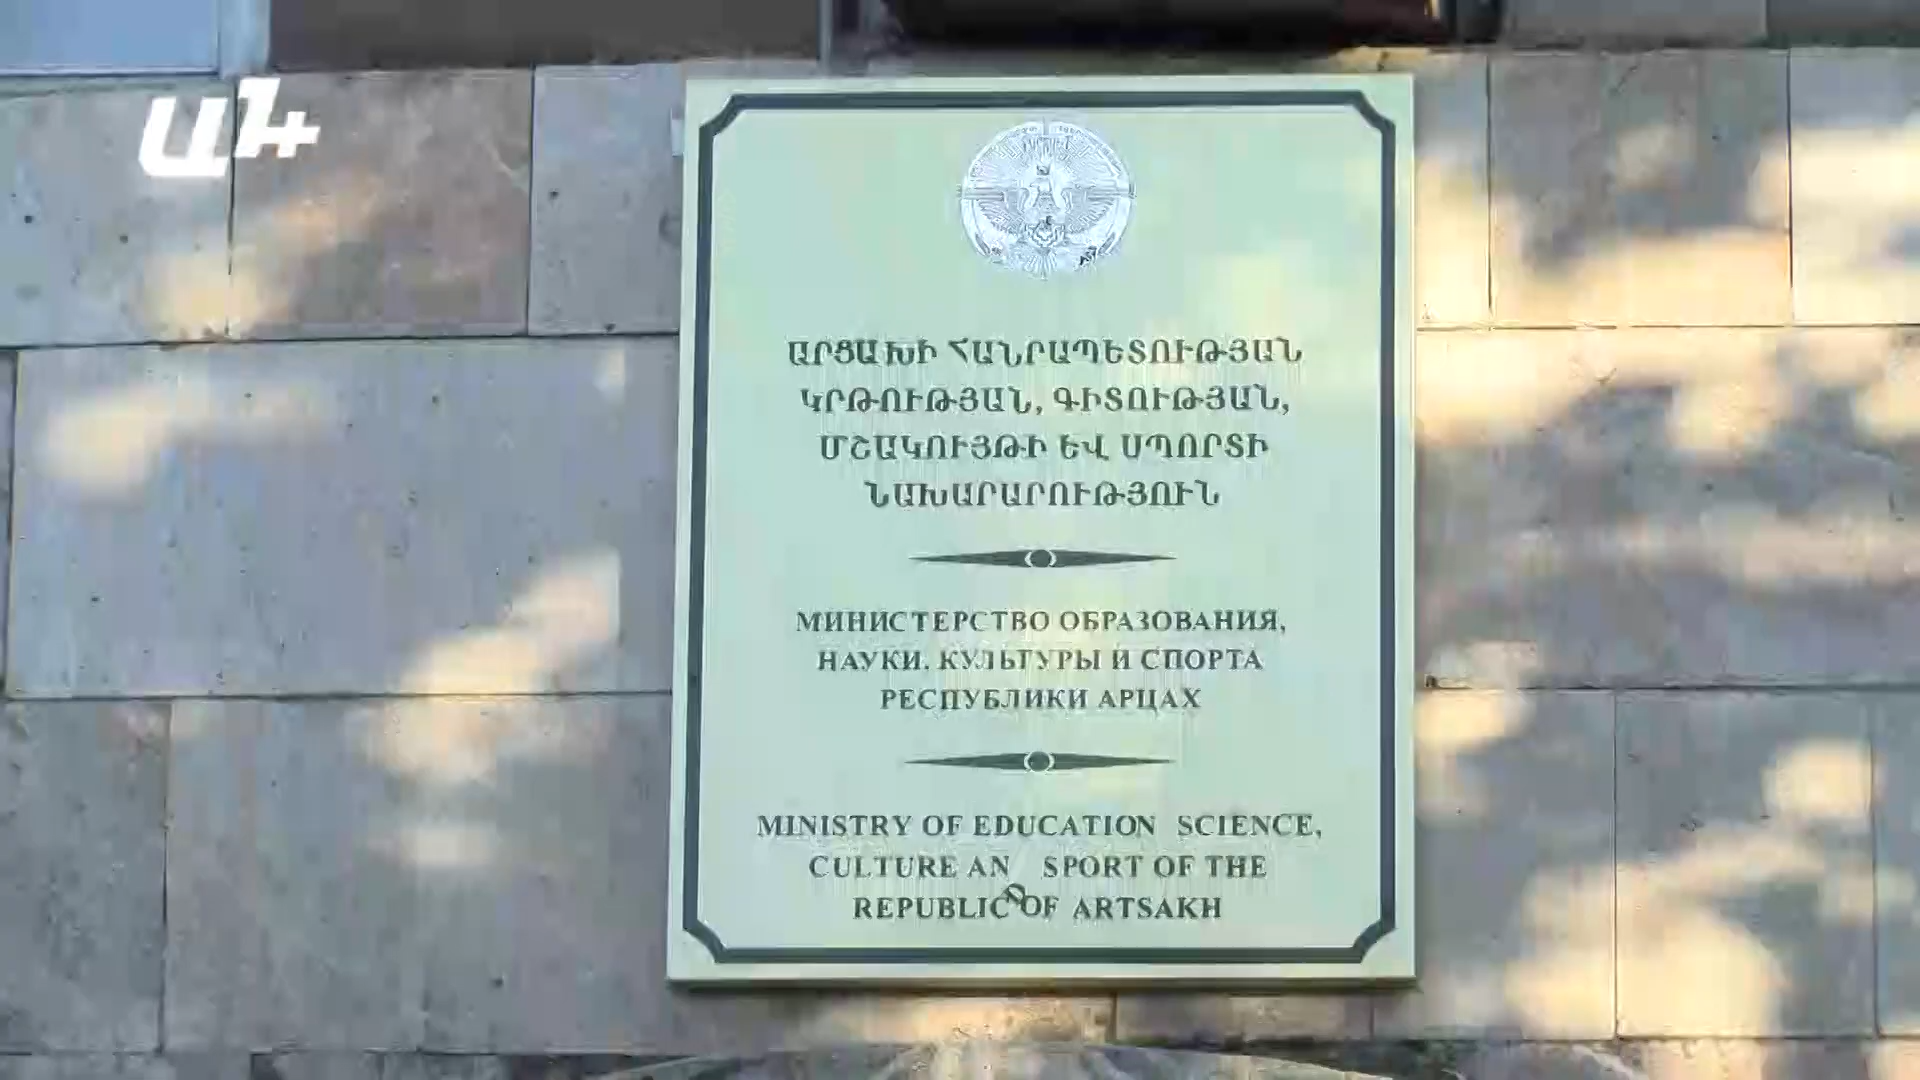 ԱՐՑԱԽԻ ՀԱՆՐԱՊԵՏՈՒԹՅԱՆ
ԿՐԹՈՒԹՅԱՆ, ԳԻՏՈՒԹՅԱՆ,
ՄՇԱԿՈՒՅԹԻ ԵՎ ՍՊՈՐՏԻ
ՆԱԽԱՐԱՐՈՒԹՅՈՒՆ
МИНИСТЕРСТВО ОБРАЗОВАНИЯ,
НАУКИ. КУЛЬТУРЫ И СПОРТА
РЕСПУБЛИКИ АРЦАХ
MINISTRY OF EDUCATION SCIENCE,
CULTURE AND SPORT OF THE
REPUBLIC OF ARTSAKH